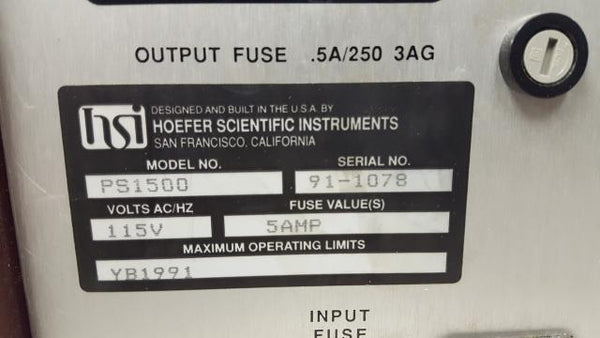 OUTPUT FUSE .5A/250 3AG
hsi
DESIGNED AND BUILT IN THE U.S.A. BY
HOEFER SCIENTIFIC INSTRUMENTS
SAN FRANCISCO, CALIFORNIA
MODEL NO. SERIAL NO.
PS1500 91-1078
VOLTS AC/HZ FUSE VALUE(S)
115V 5AMP
MAXIMUM OPERATING LIMITS
YB1991
INPUT
FUSE